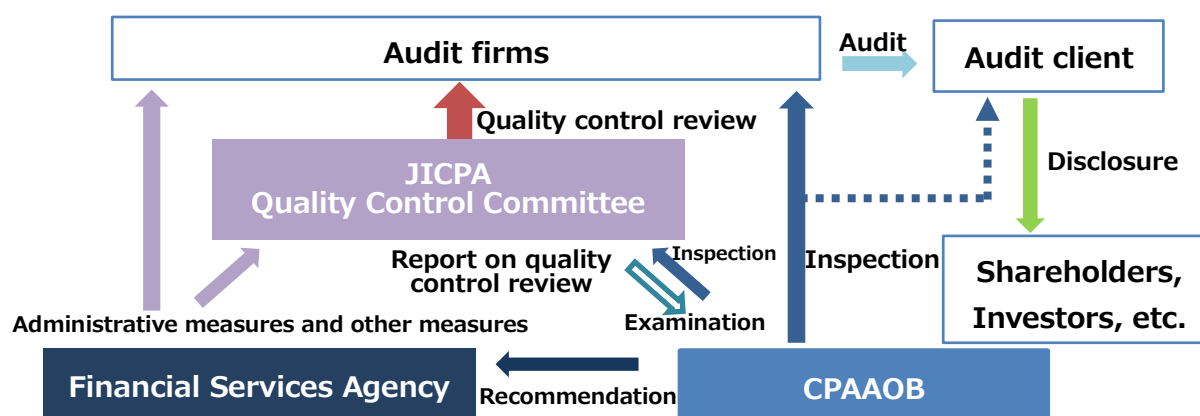 Audit firms
Audit
Audit client
Quality control review
JICPA
Quality Control Committee
Disclosure
Report on quality
control review
Inspection
Inspection
Shareholders,
Investors, etc.
Administrative measures and other measures
Examination
Financial Services Agency
Recommendation
CPAAOB